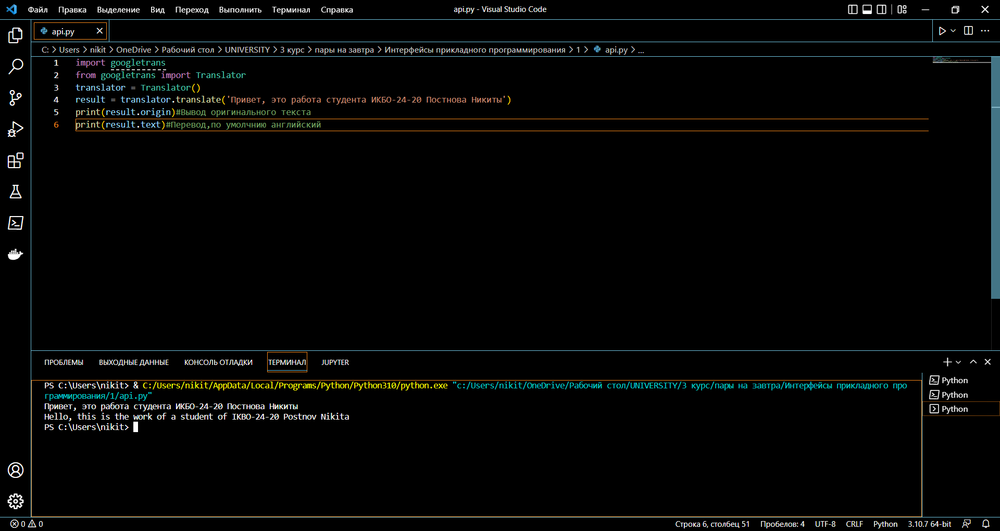 Файл Правка Выделение Вид Переход Выполнить Терминал Справка
api.py - Visual Studio Code
api.py
C: > Users > nikit > OneDrive > Рабочий стол > UNIVERSITY > 3 курс > пары на завтра > Интерфейсы прикладного программирования > 1 > api.py > ...
1 import googletrans
2 from googletrans import Translator
3 translator = Translator()
4 result = translator.translate('Привет, это работа студента ИКБО-24-20 Постнова Никиты')
5 print(result.origin)#Вывод оригинального текста
6 print(result.text)#Перевод,по умолчнию английский
ПРОБЛЕМЫ ВЫХОДНЫЕ ДАННЫЕ КОНСОЛЬ ОТЛАДКИ ТЕРМИНАЛ JUPYTER
PS C:\Users\nikit> & C:/Users/nikit/AppData/Local/Programs/Python/Python310/python.exe "c:/Users/nikit/OneDrive/Рабочий стол/UNIVERSITY/3 курс/пары на завтра/Интерфейсы прикладного про
граммирования/1/api.py"
Привет, это работа студента ИКБО-24-20 Постнова Никиты
Hello, this is the work of a student of IKBO-24-20 Postnov Nikita
PS C:\Users\nikit>
Python
Python
Python
0 0
Строка 6, столбец 51 Пробелов: 4 UTF-8 CRLF Python 3.10.7 64-bit